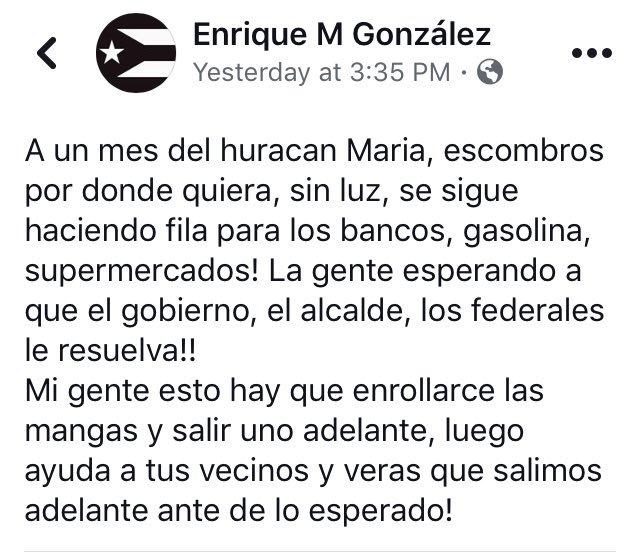 Enrique M González
Yesterday at 3:35 PM ·
A un mes del huracan Maria, escombros
por donde quiera, sin luz, se sigue
haciendo fila para los bancos, gasolina,
supermercados! La gente esperando a
que el gobierno, el alcalde, los federales
le resuelva!!
Mi gente esto hay que enrollarce las
mangas y salir uno adelante, luego
ayuda a tus vecinos y veras que salimos
adelante ante de lo esperado!